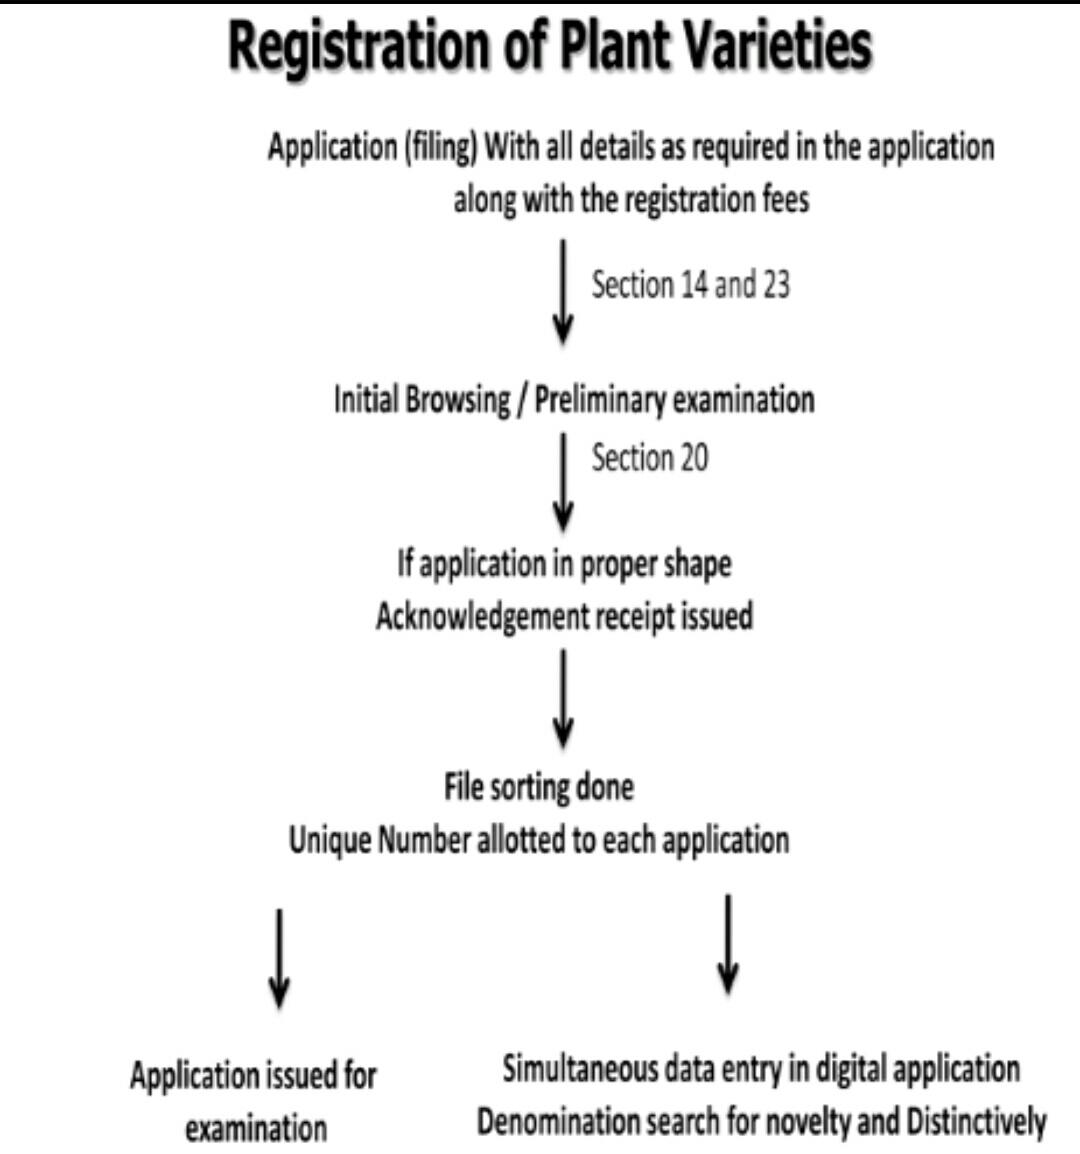 Registration of Plant Varieties
Application (filing) With all details as required in the application
along with the registration fees
Section 14 and 23
Initial Browsing / Preliminary examination
Section 20
If application in proper shape
Acknowledgement receipt issued
File sorting done
Unique Number allotted to each application
Application issued for
examination
Simultaneous data entry in digital application
Denomination search for novelty and Distinctively